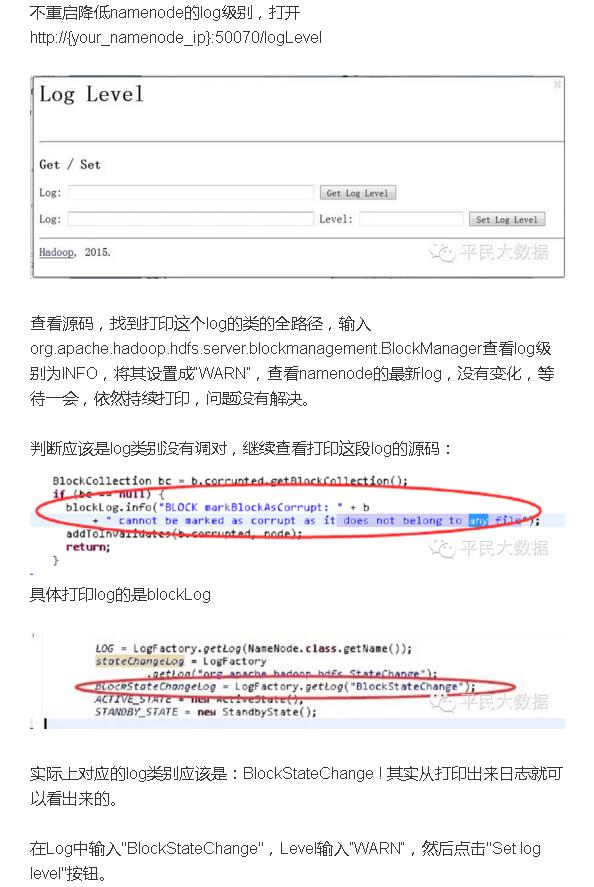 不重启降低namenode的log级别，打开
http://{your_namenode_ip}:50070/logLevel
Log Level
Get / Set
Log: Get Log Level
Log: Level: Set Log Level
Hadoop, 2015.
平民大数据
查看源码，找到打印这个log的类的全路径，输入
org.apache.hadoop.hdfs.server.blockmanagement.BlockManager查看log级
别为INFO，将其设置成"WARN"，查看namenode的最新log，没有变化，等
待一会，依然持续打印，问题没有解决。
判断应该是log类别没有调对，继续查看打印这段log的源码：
BlockCollection bc = b.corrupted.getBlockCollection();
if (bc == null) {
blockLog.info("BLOCK markBlockAsCorrupt: " + b
+ " cannot be marked as corrupt as it does not belong to any file");
addToInvalidates(b.corrupted, node);
return;
}
平民大数据
具体打印log的是blockLog
LOG = LogFactory.getLog(NameNode.class.getName());
stateChangeLog = LogFactory
.getLog("org.apache.hadoop.hdfs.StateChange");
blockStateChangeLog = LogFactory.getLog("BlockStateChange");
ACTIVE_STATE = new ActiveState();
STANDBY_STATE = new StandbyState();
平民大数据
实际上对应的log类别应该是：BlockStateChange！其实从打印出来日志就可
以看出来的。
在Log中输入"BlockStateChange"，Level输入"WARN"，然后点击"Set log
level"按钮。